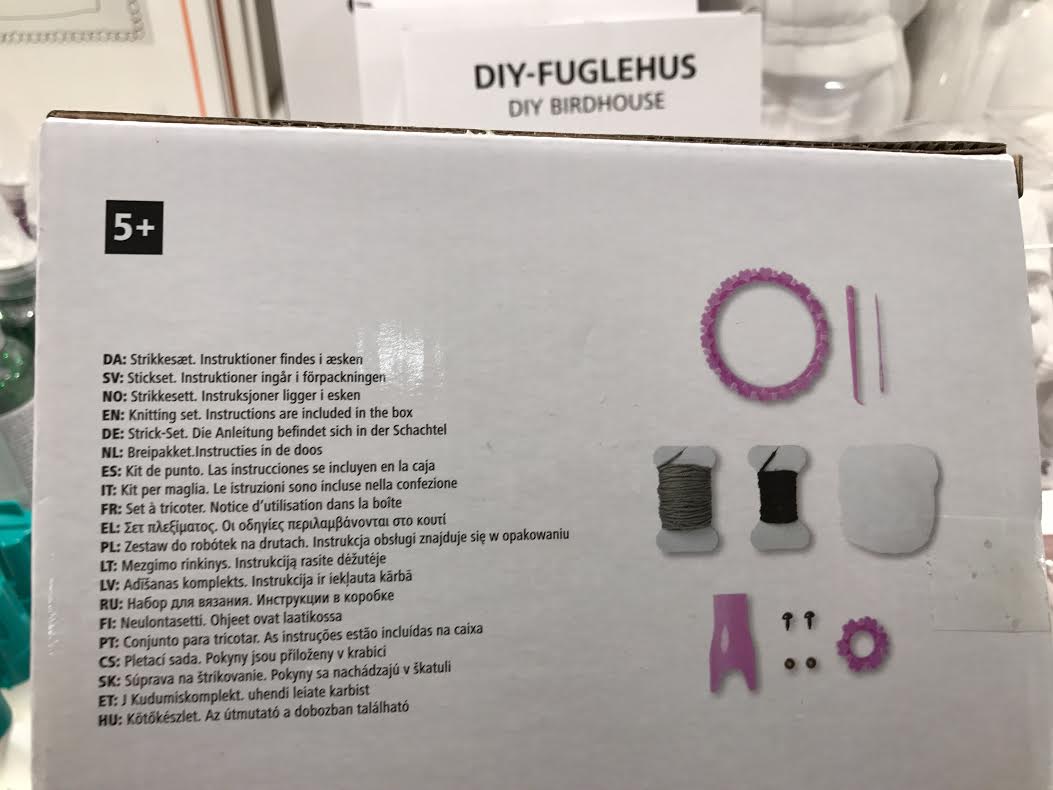 DIY-FUGLEHUS
DIY BIRDHOUSE
5+
DA: Strikkesæt. Instruktioner findes i æsken
SV: Stickset. Instruktioner ingår i förpackningen
NO: Strikkesett. Instruksjoner ligger i esken
EN: Knitting set. Instructions are included in the box
DE: Strick-Set. Die Anleitung befindet sich in der Schachtel
NL: Breipakket.Instructies in de doos
ES: Kit de punto. Las instrucciones se incluyen en la caja
IT: Kit per maglia. Le istruzioni sono incluse nella confezione
FR: Set à tricoter. Notice d'utilisation dans la boîte
EL: Σετ πλεξίματος. Οι οδηγίες περιλαμβάνονται στο κουτί
PL: Zestaw do robótek na drutach. Instrukcja obsługi znajduje się w opakowaniu
LT: Mezgimo rinkinys. Instrukciją rasite dėžutėje
LV: Adīšanas komplekts. Instrukcija ir iekļauta kārbā
RU: Набор для вязания. Инструкции в коробке
FI: Neulontasetti. Ohjeet ovat laatikossa
PT: Conjunto para tricotar. As instruções estão incluídas na caixa
CS: Pletací sada. Pokyny jsou přiloženy v krabici
SK: Súprava na štrikovanie. Pokyny sa nachádzajú v škatuli
ET: J Kudumiskomplekt. uhendi leiate karbist
HU: Kötőkészlet. Az útmutató a dobozban található